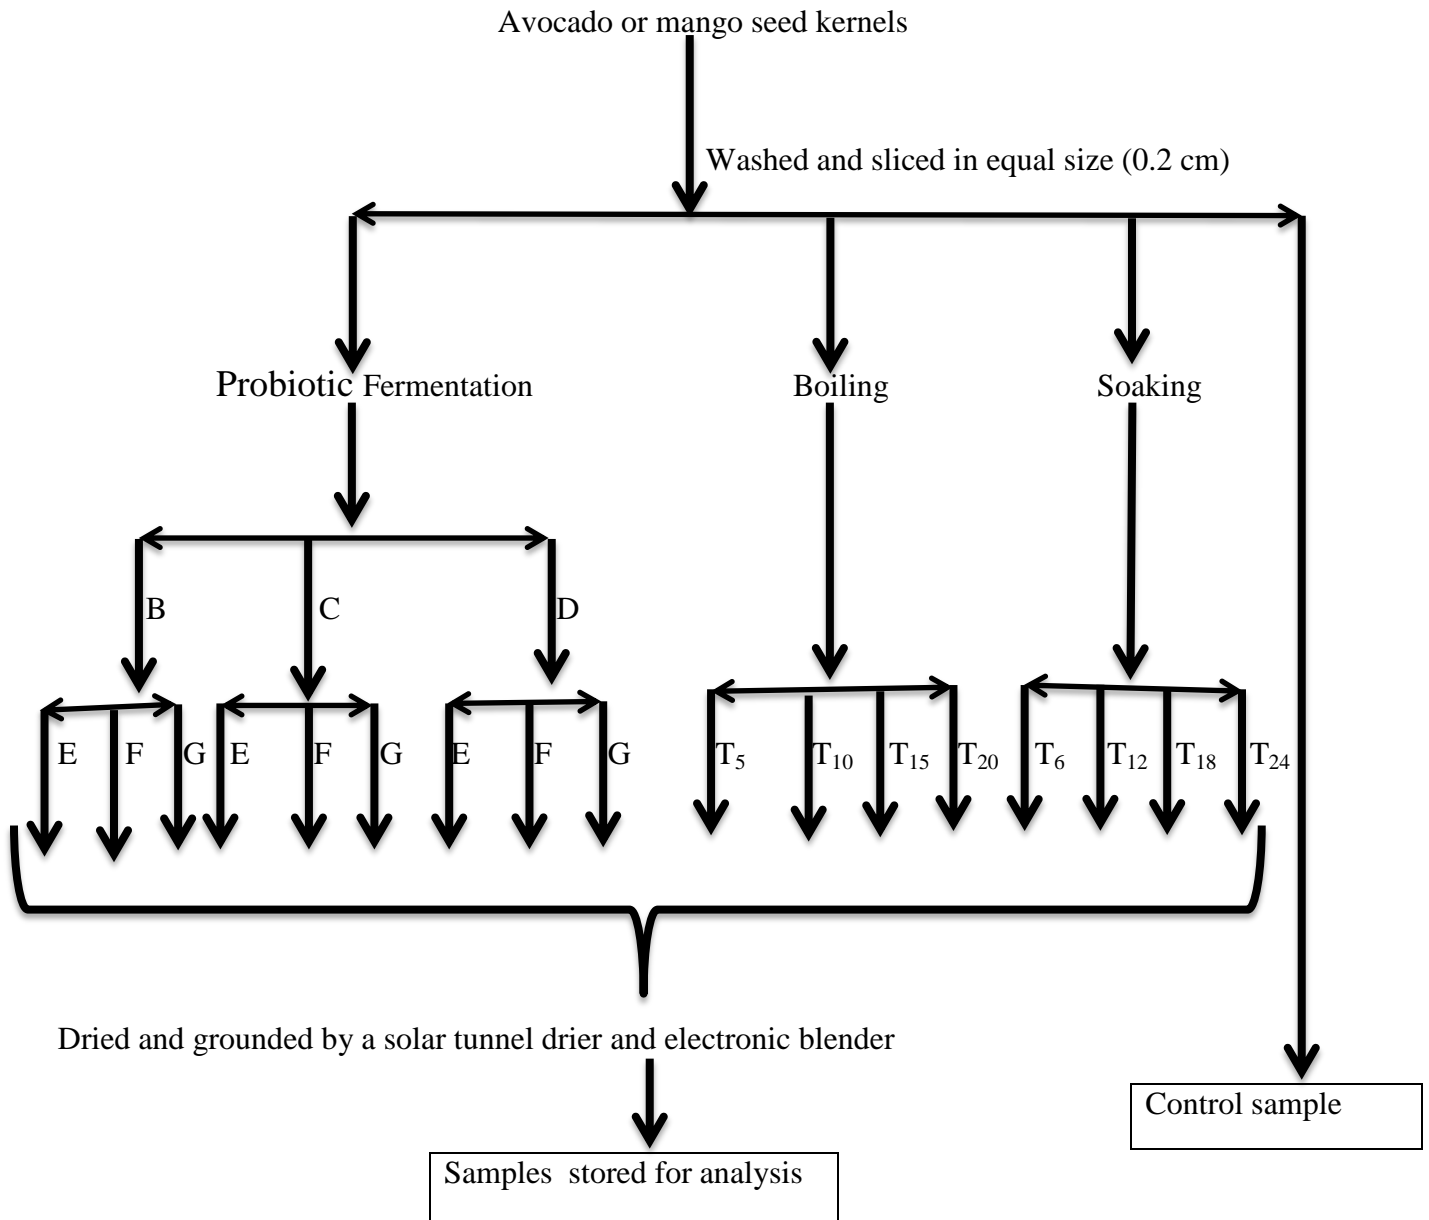 Avocado or mango seed kernels
Washed and sliced in equal size (0.2 cm)
Probiotic Fermentation
Boiling
Soaking
B
C
D
E
F
G
E
F
G
E
F
G
T5
T10
T15
T20
T6
T12
T18
T24
Dried and grounded by a solar tunnel drier and electronic blender
Control sample
Samples stored for analysis